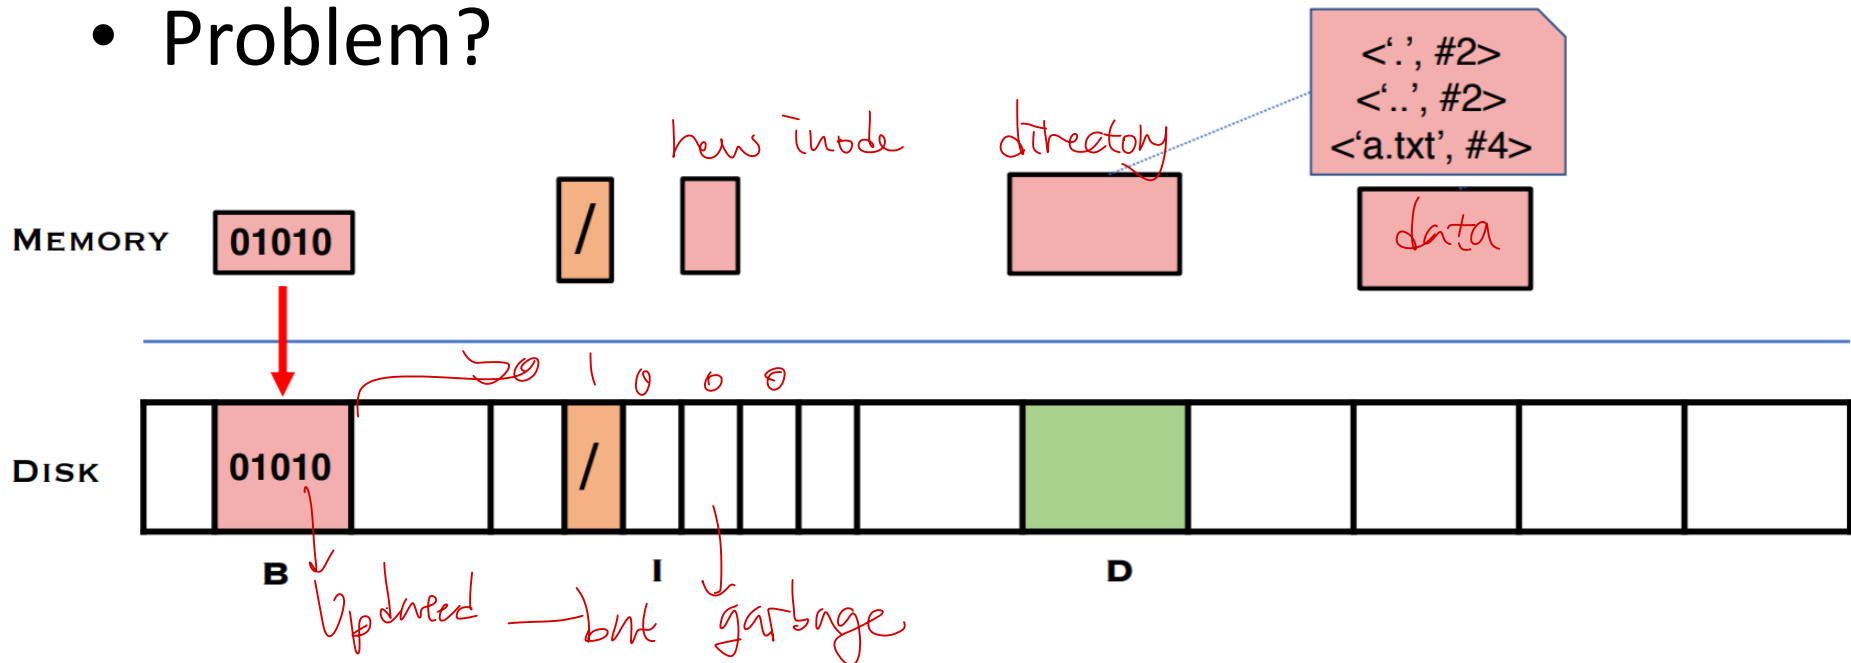 • Problem?
<‘.’, #2>
<‘..’, #2>
<‘a.txt’, #4>
new inode
directory
MEMORY
01010
/
data
0 1 0 0 0
DISK
01010
/
B
I
D
Updated — but garbage